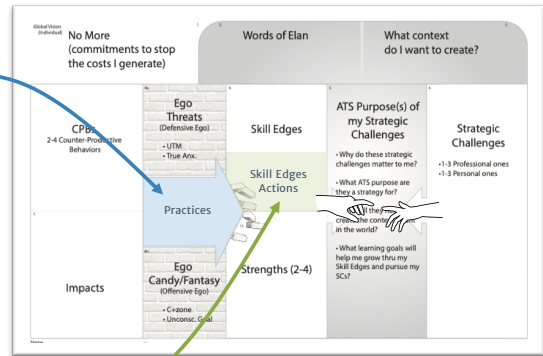 Global Vision
(Individual)
No More
(commitments to stop
the costs I generate)
Words of Elan
What context
do I want to create?
CPBs
2-4 Counter-Productive
Behaviors
Ego
Threats
(Defensive Ego)
• UTM
• True Anx.
Skill Edges
ATS Purpose(s) of
my Strategic
Challenges
• Why do these strategic
challenges matter to me?
• What ATS purpose are
they a strategy for?
they
create the
in the world?
• What learning goals will
help me grow thru my
Skill Edges and pursue my
SCs?
Strategic
Challenges
•1-3 Professional ones
•1-3 Personal ones
Practices
Skill Edges
Actions
Impacts
Ego
Candy/Fantasy
(Offensive Ego)
• C+zone
• Unconsc. Goal
Strengths (2-4)